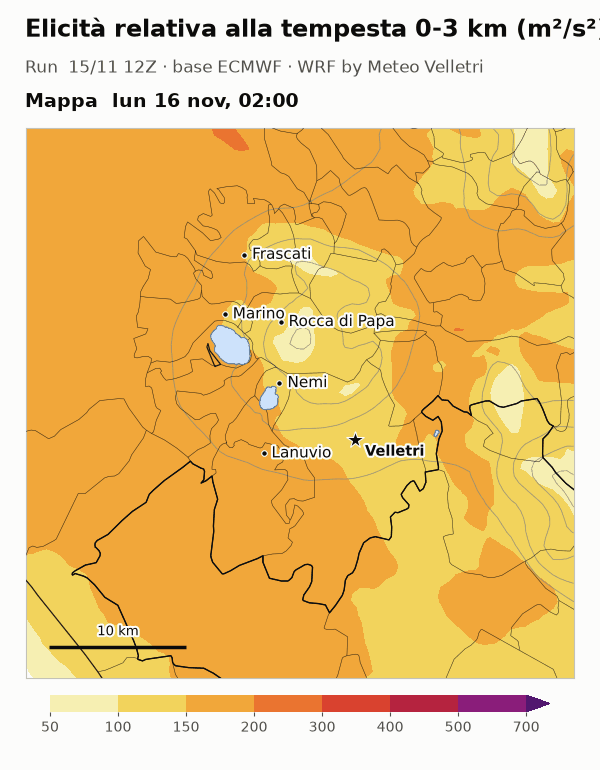 Elicità relativa alla tempesta 0-3 km (m²/s²)
Run  15/11 12Z · base ECMWF · WRF by Meteo Velletri
Mappa  lun 16 nov, 02:00
Frascati
Marino
Rocca di Papa
Nemi
Velletri
Lanuvio
10 km
50 100 150 200 300 400 500 700